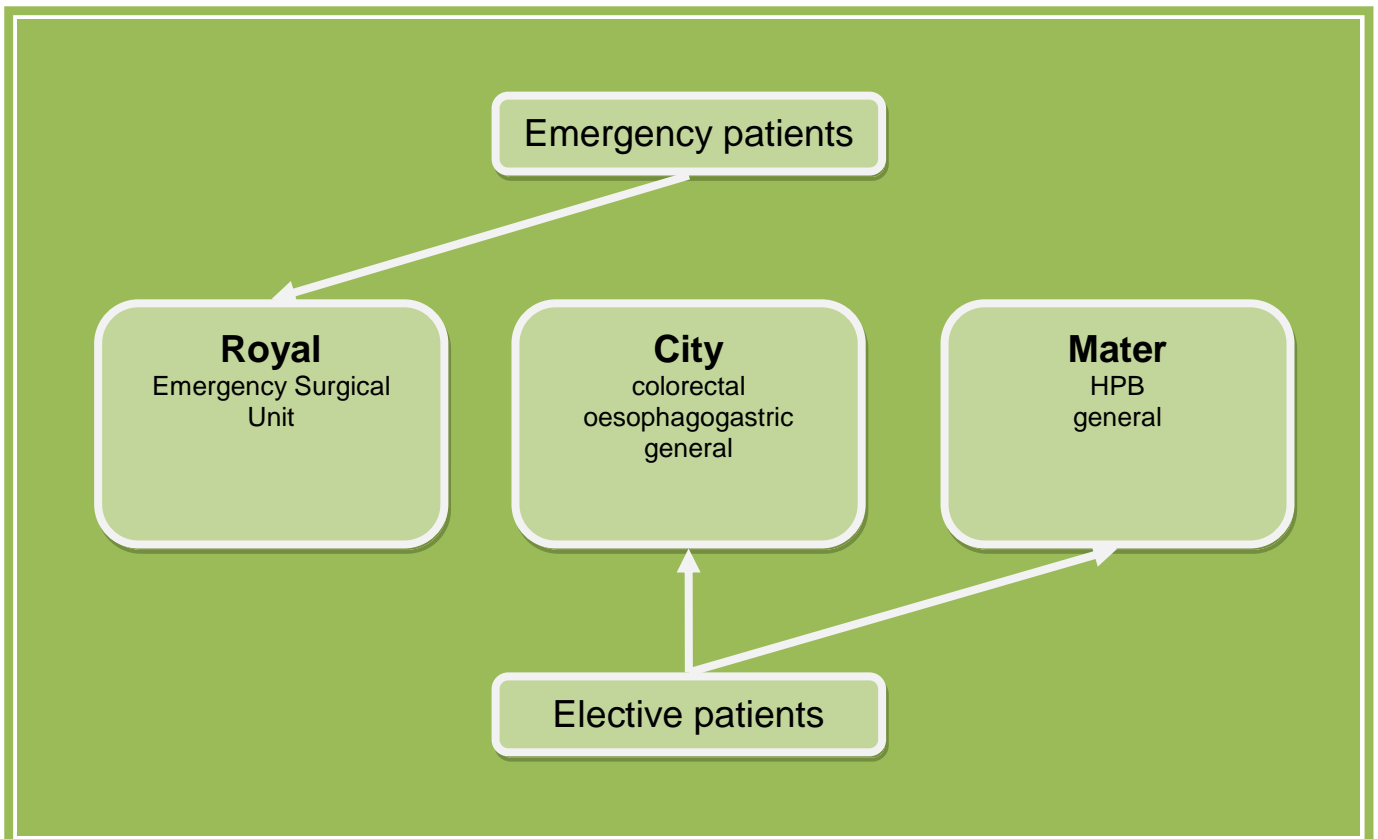 Emergency patients
Royal
Emergency Surgical
Unit
City
colorectal
oesophagogastric
general
Mater
HPB
general
Elective patients